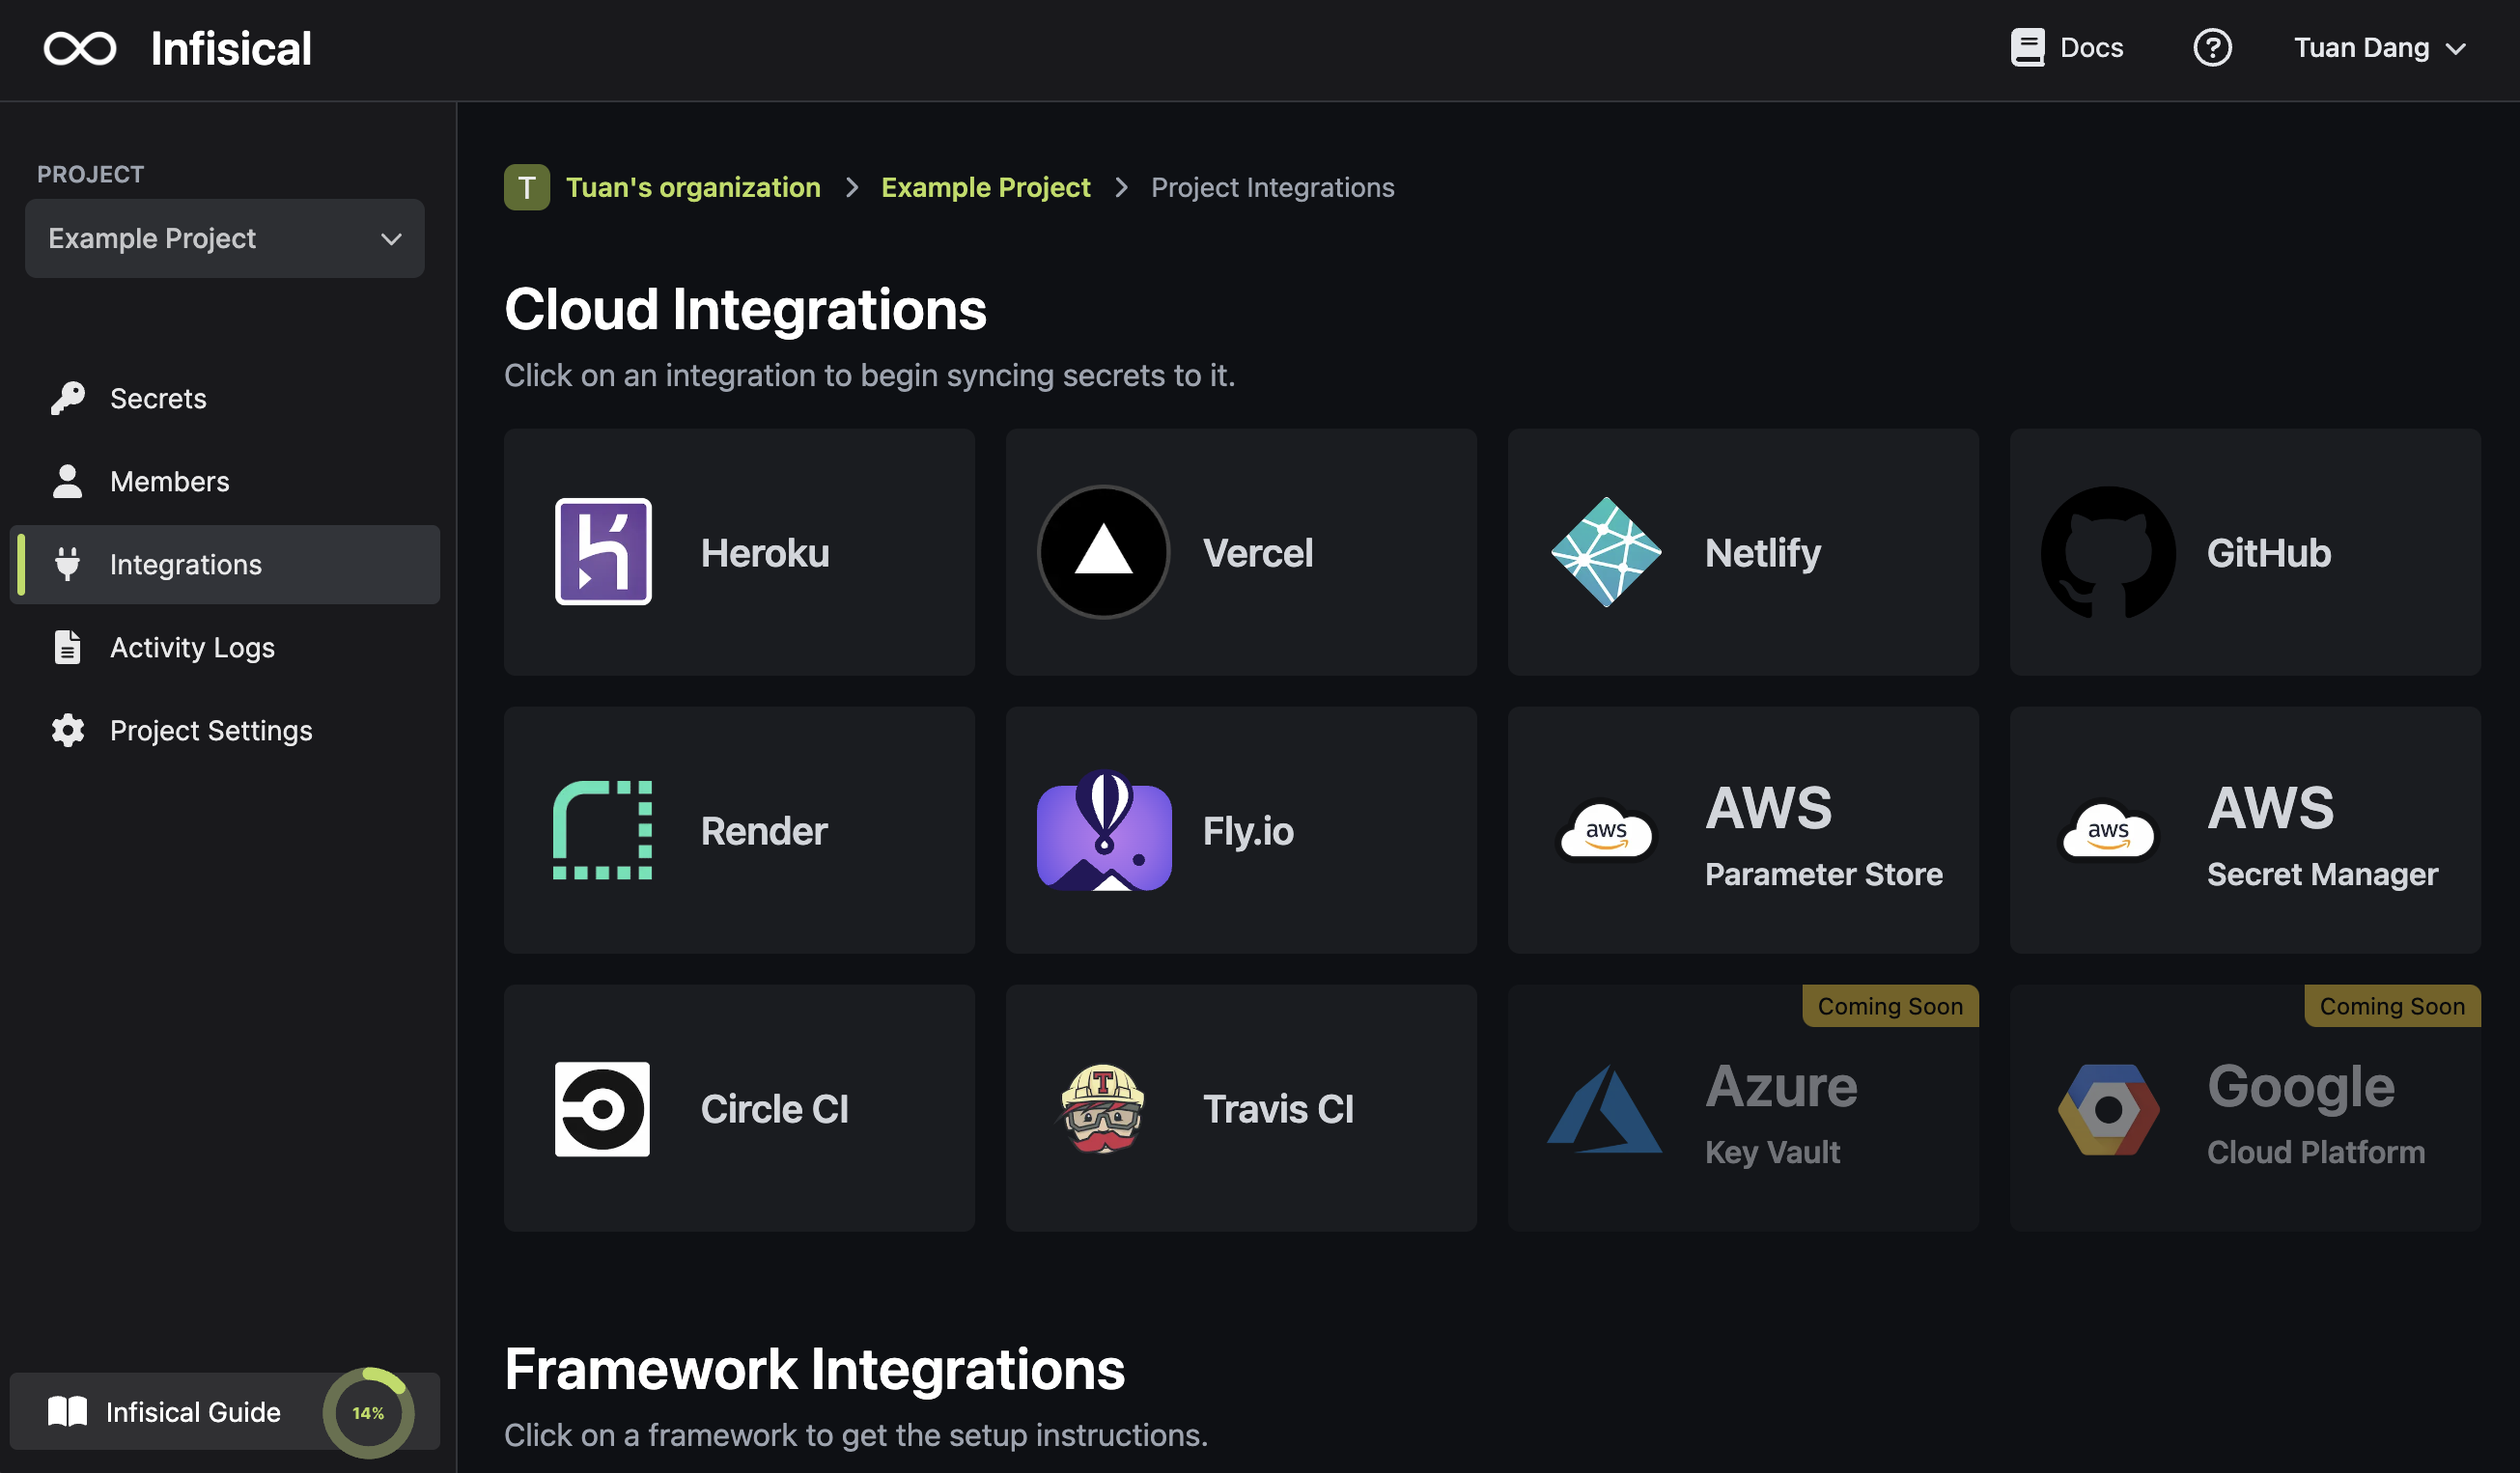 Infisical
Docs
Tuan Dang
PROJECT
Example Project
Secrets
Members
Integrations
Activity Logs
Project Settings
Infisical Guide
14%
T Tuan's organization > Example Project > Project Integrations
Cloud Integrations
Click on an integration to begin syncing secrets to it.
Heroku
Vercel
Netlify
GitHub
Render
Fly.io
aws
AWS
Parameter Store
aws
AWS
Secret Manager
Circle CI
T
Travis CI
Coming Soon
Azure
Key Vault
Coming Soon
Google
Cloud Platform
Framework Integrations
Click on a framework to get the setup instructions.